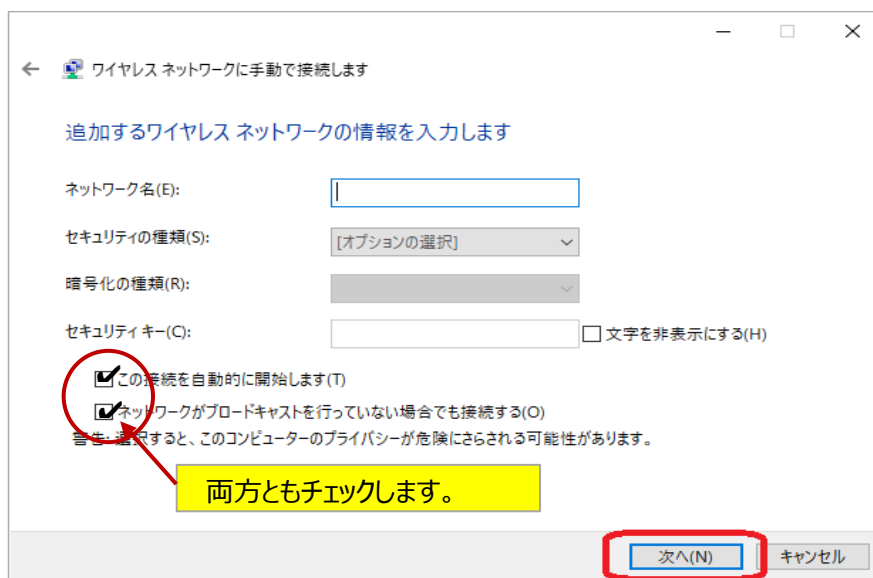 ワイヤレス ネットワークに手動で接続します
追加するワイヤレス ネットワークの情報を入力します
ネットワーク名(E):
セキュリティの種類(S):
[オプションの選択]
暗号化の種類(R):
セキュリティ キー(C):
文字を非表示にする(H)
この接続を自動的に開始します(T)
ネットワークがブロードキャストを行っていない場合でも接続する(O)
警告: 選択すると、このコンピューターのプライバシーが危険にさらされる可能性があります。
両方ともチェックします。
次へ(N)
キャンセル